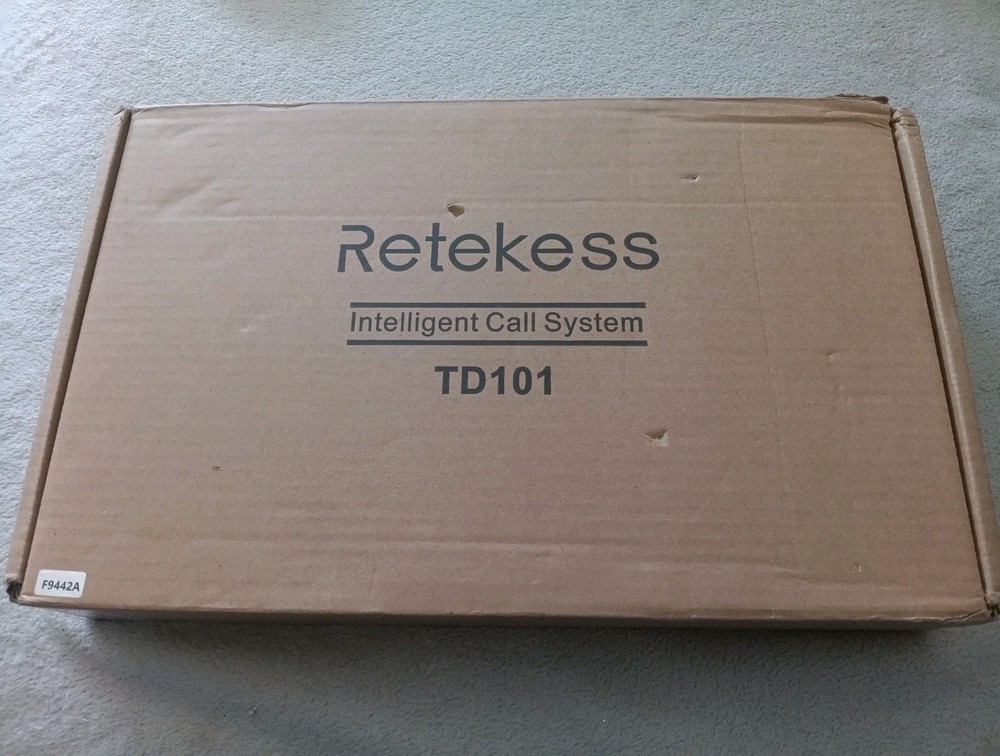 Retekess
Intelligent Call System
TD101
F9442A